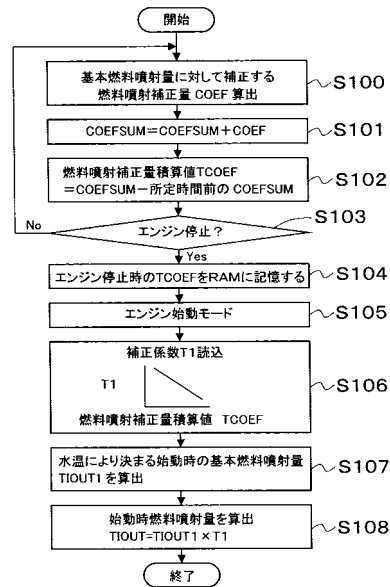 開始
基本燃料噴射量に対して補正する
燃料噴射補正量 COEF 算出
S100
COEFSUM=COEFSUM+COEF
S101
燃料噴射補正量積算値TCOEF
=COEFSUM−所定時間前のCOEFSUM
S102
エンジン停止?
S103
No
Yes
エンジン停止時のTCOEFをRAMに記憶する
S104
エンジン始動モード
S105
補正係数T1読込
T1
燃料噴射補正量積算値 TCOEF
S106
水温により決まる始動時の基本燃料噴射量
TIOUT1を算出
S107
始動時燃料噴射量を算出
TIOUT=TIOUT1×T1
S108
終了